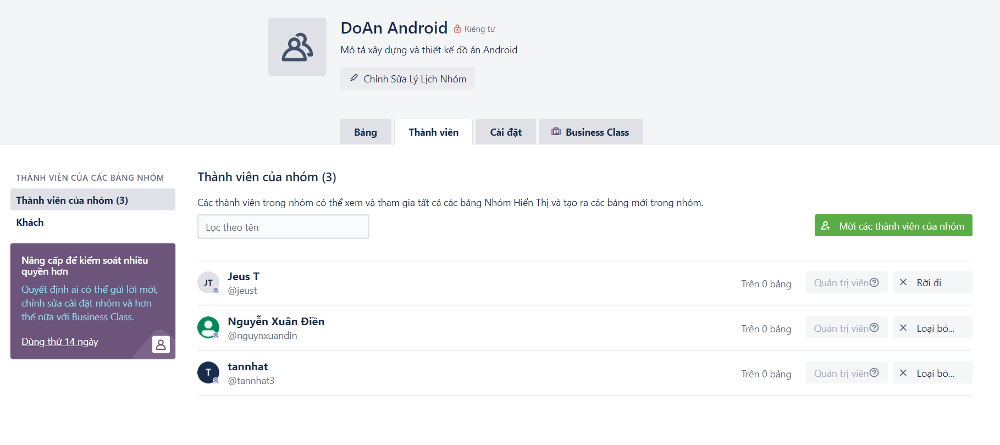 DoAn Android Riêng tư
Mô tả xây dựng và thiết kế đồ án Android
Chỉnh Sửa Lý Lịch Nhóm
Bảng Thành viên Cài đặt Business Class
THÀNH VIÊN CỦA CÁC BẢNG NHÓM
Thành viên của nhóm (3)
Khách
Nâng cấp để kiểm soát nhiều
quyền hơn
Quyết định ai có thể gửi lời mời,
chỉnh sửa cài đặt nhóm và hơn
thế nữa với Business Class.
Dùng thử 14 ngày
Thành viên của nhóm (3)
Các thành viên trong nhóm có thể xem và tham gia tất cả các bảng Nhóm Hiển Thị và tạo ra các bảng mới trong nhóm.
Lọc theo tên
Mời các thành viên của nhóm
JT
Jeus T
@jeust
Trên 0 bảng Quản trị viên Rời đi
Nguyễn Xuân Điền
@nguynxuandin
Trên 0 bảng Quản trị viên Loại bỏ...
T
tannhat
@tannhat3
Trên 0 bảng Quản trị viên Loại bỏ...